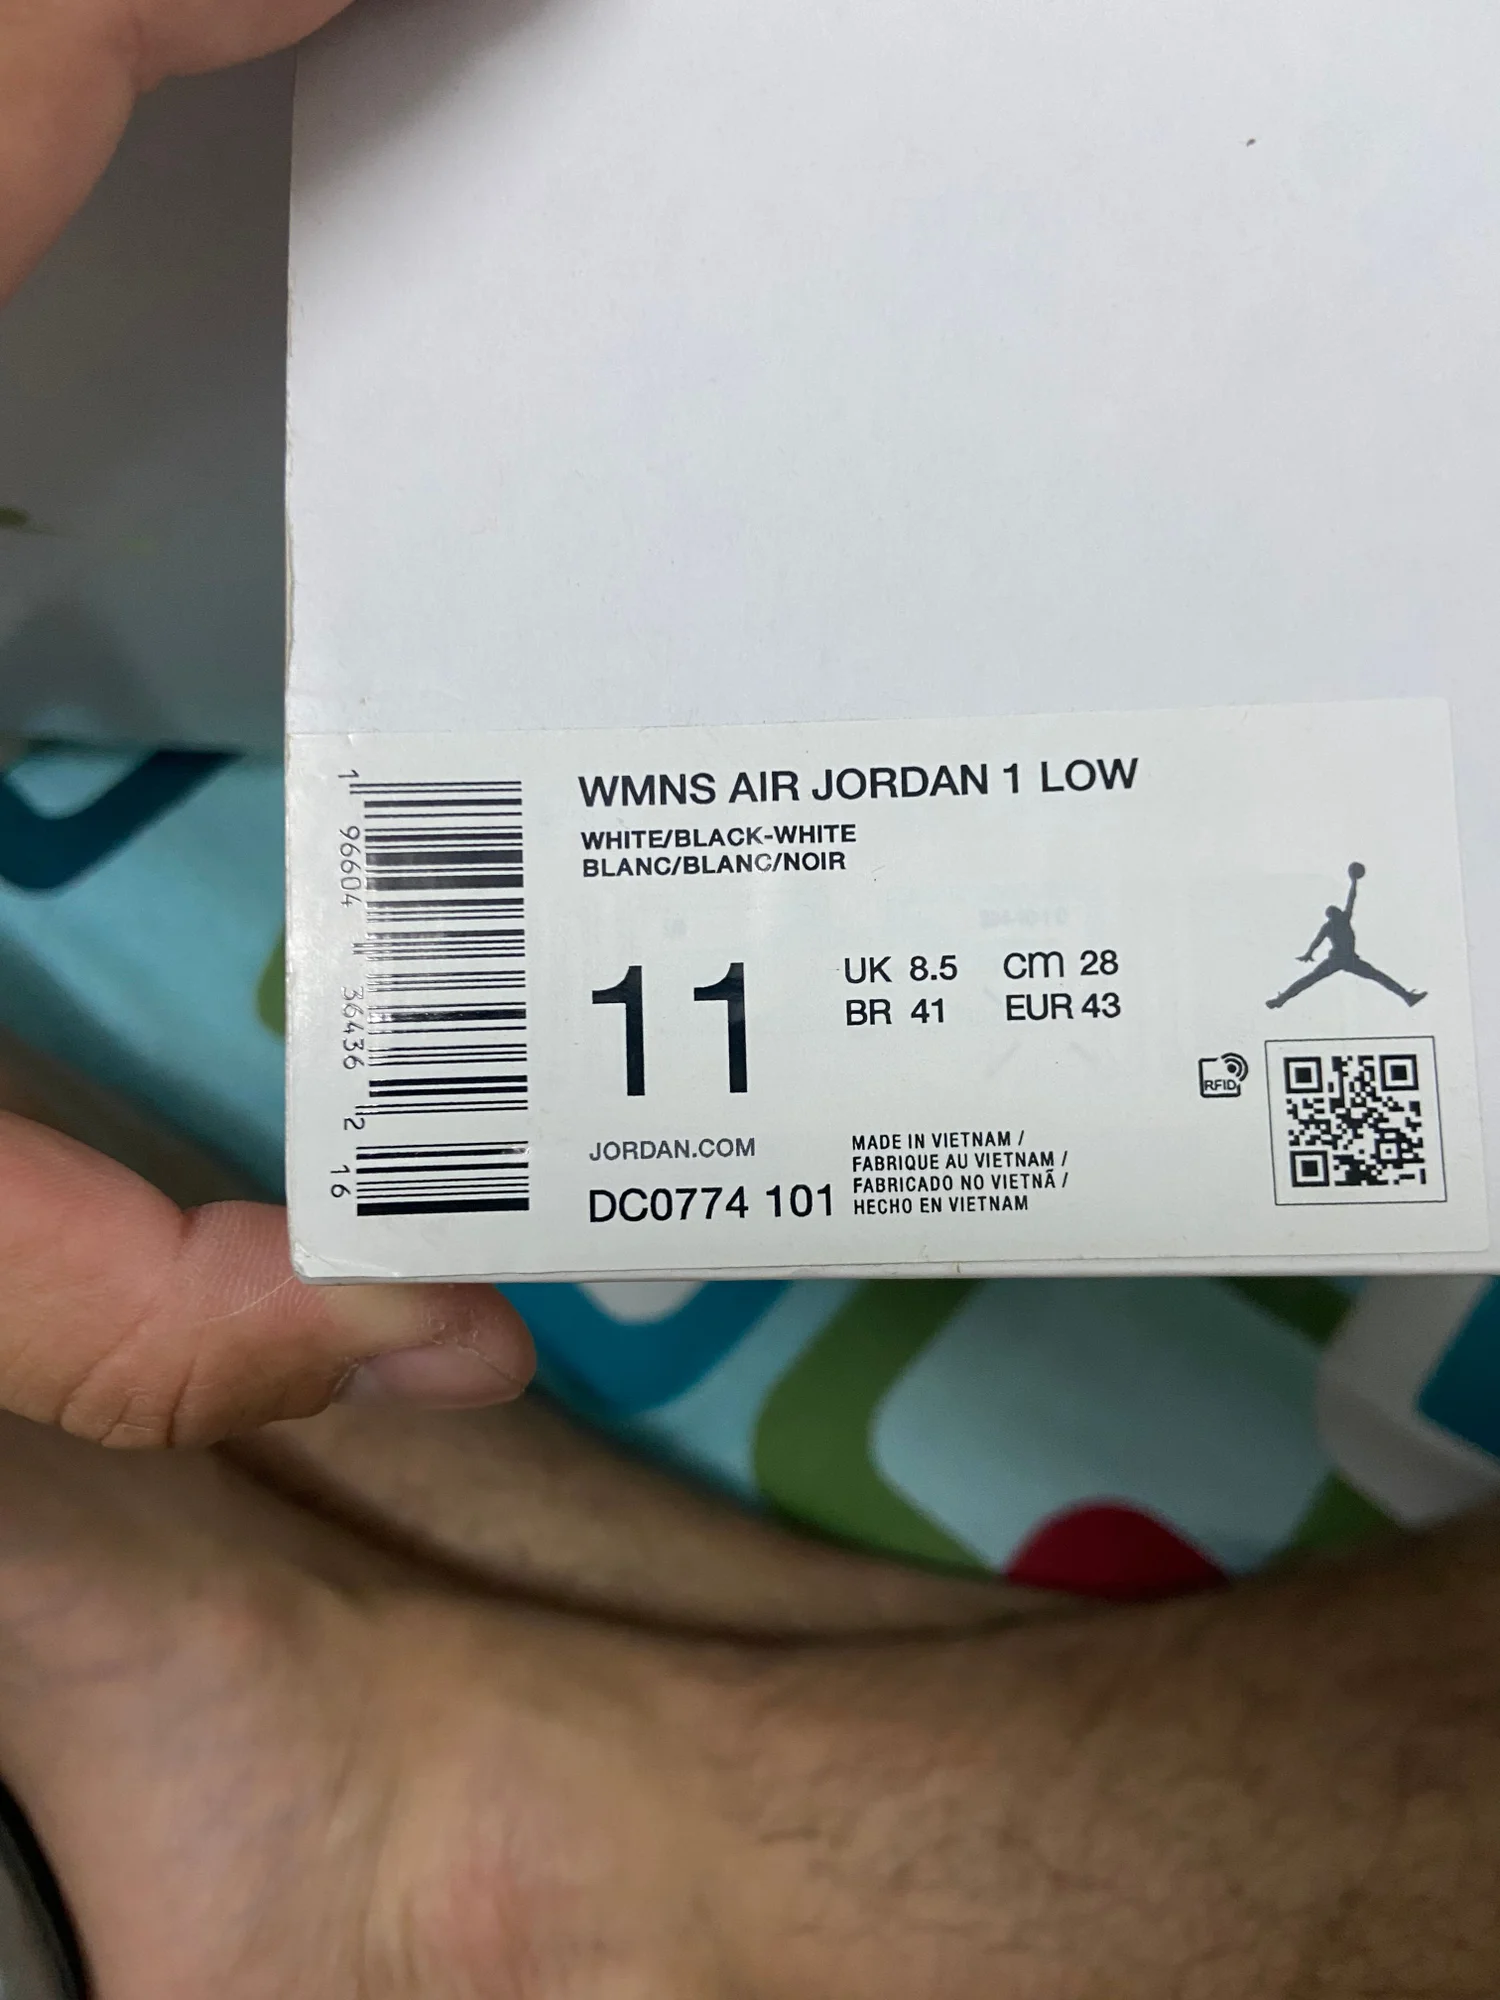 WMNS AIR JORDAN 1 LOW
WHITE/BLACK-WHITE
BLANC/BLANC/NOIR
11
UK 8.5 cm 28
BR 41 EUR 43
RFID
JORDAN.COM
DC0774 101
MADE IN VIETNAM /
FABRIQUE AU VIETNAM /
FABRICADO NO VIETNÃ /
HECHO EN VIETNAM
1 96604 36436 2 16